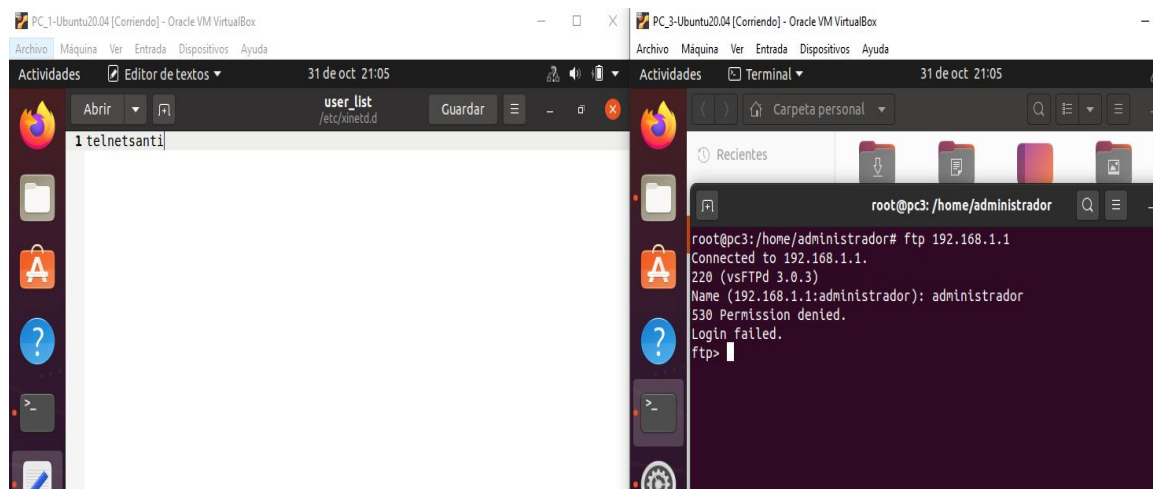 PC_1-Ubuntu20.04 [Corriendo] - Oracle VM VirtualBox
Archivo Máquina Ver Entrada Dispositivos Ayuda
Actividades Editor de textos 31 de oct 21:05
Abrir user_list Guardar
/etc/xinetd.d
1 telnetsanti
PC_3-Ubuntu20.04 [Corriendo] - Oracle VM VirtualBox
Archivo Máquina Ver Entrada Dispositivos Ayuda
Actividades Terminal 31 de oct 21:05
Carpeta personal
Recientes
root@pc3: /home/administrador
root@pc3:/home/administrador# ftp 192.168.1.1
Connected to 192.168.1.1.
220 (vsFTPd 3.0.3)
Name (192.168.1.1:administrador): administrador
530 Permission denied.
Login failed.
ftp>